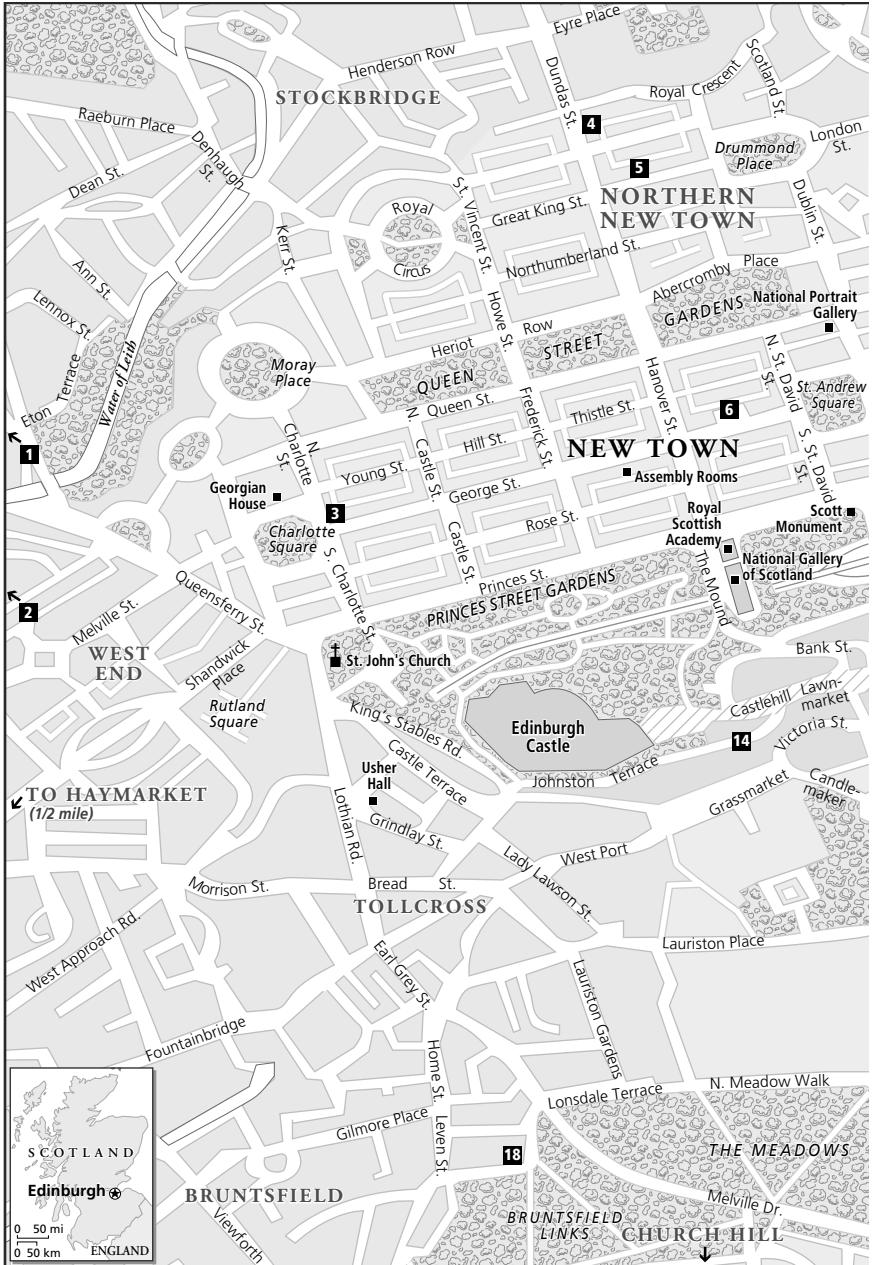 Eyre Place
Henderson Row
STOCKBRIDGE
Dundas St.
Royal Crescent
Scotland St.
4
Raeburn Place
Denhaugh
St.
London
St.
Drummond
Place
5
Dean St.
NORTHERN
NEW TOWN
St. Vincent St.
Royal
Circus
Great King St.
Dublin St.
Kerr St.
Northumberland St.
Ann St.
Abercromby Place
Lennox St.
Howe St.
National Portrait
Gallery
Heriot Row
QUEEN
STREET
GARDENS
Water of Leith
Moray
Place
Eton Terrace
Hanover St.
N. St. David
St.
St. Andrew
Square
Queen St.
Frederick St.
Thistle St.
6
N.
Castle St.
N.
Charlotte
St.
Hill St.
1
NEW TOWN
Young St.
S. St. David
St.
Assembly Rooms
Georgian
House
George St.
3
Royal
Scottish
Academy
Scott
Monument
Charlotte
Square
Rose St.
Castle St.
S. Charlotte St.
The Mound
National Gallery
of Scotland
Princes St.
PRINCES STREET GARDENS
2
Queensferry St.
Melville St.
WEST
END
Shandwick
Place
St. John's Church
Bank St.
Rutland
Square
Castlehill
Lawn-
market
King's Stables Rd.
Edinburgh
Castle
14
Victoria St.
Castle Terrace
Usher
Hall
Johnston Terrace
Candle-
maker
TO HAYMARKET
(1/2 mile)
Grassmarket
Lothian Rd.
Grindlay St.
West Port
Lady Lawson St.
Morrison St.
Bread St.
TOLLCROSS
West Approach Rd.
Lauriston Place
Earl Grey St.
Lauriston Gardens
Fountainbridge
Home St.
Lonsdale Terrace
N. Meadow Walk
Gilmore Place
Leven St.
18
THE MEADOWS
SCOTLAND
Edinburgh
0 50 mi
0 50 km
ENGLAND
BRUNTSFIELD
Viewforth
Melville Dr.
BRUNTSFIELD
LINKS
CHURCH HILL